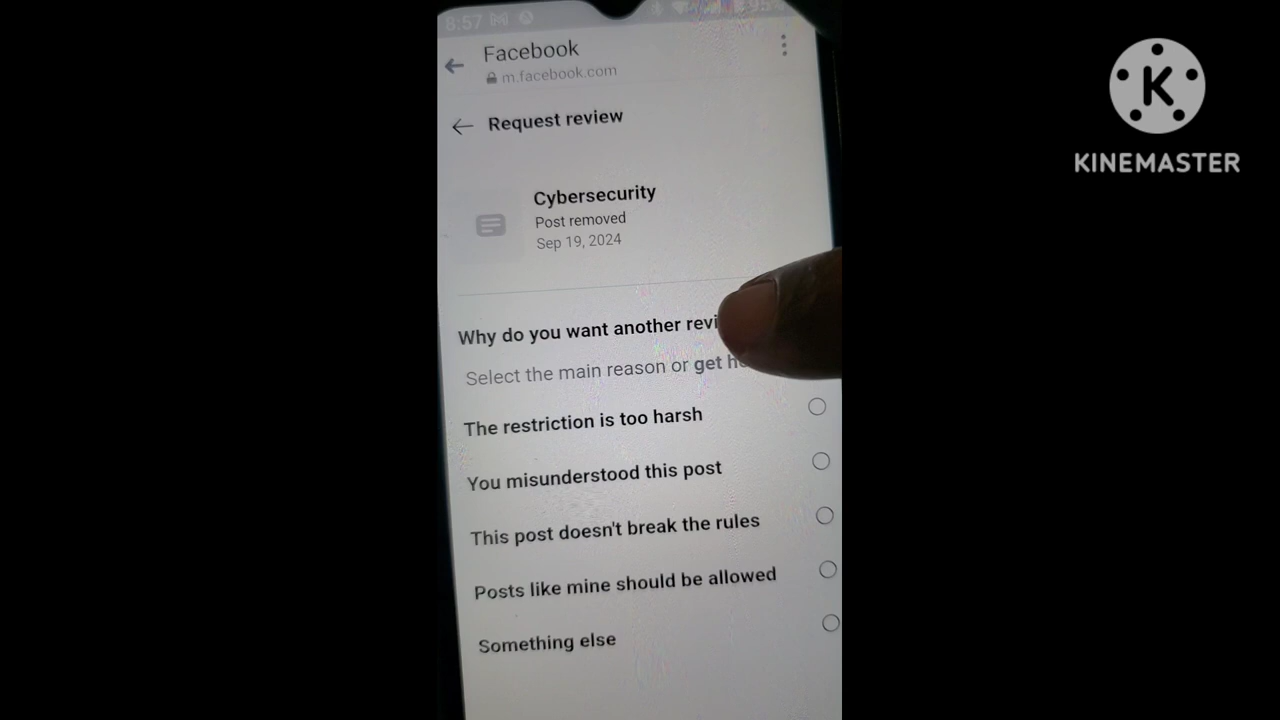 8:57
Facebook
m.facebook.com
Request review
Cybersecurity
Post removed
Sep 19, 2024
Why do you want another
Select the main reason or get
The restriction is too harsh
You misunderstood this post
This post doesn't break the rules
Posts like mine should be allowed
Something else
K
KINEMASTER